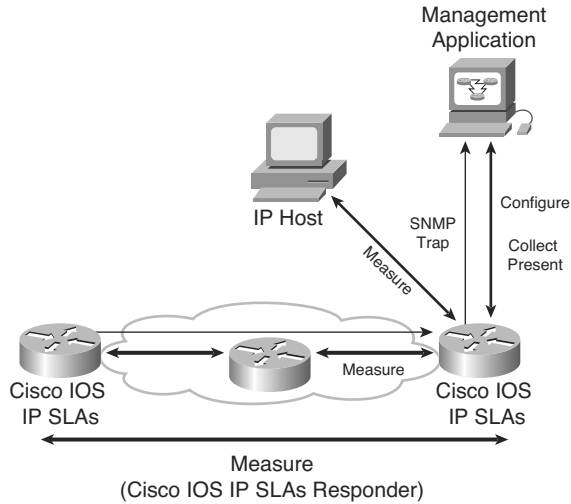 Management
Application
IP Host
SNMP
Trap
Configure
Collect
Present
Measure
Measure
Cisco IOS
IP SLAs
Cisco IOS
IP SLAs
Measure
(Cisco IOS IP SLAs Responder)